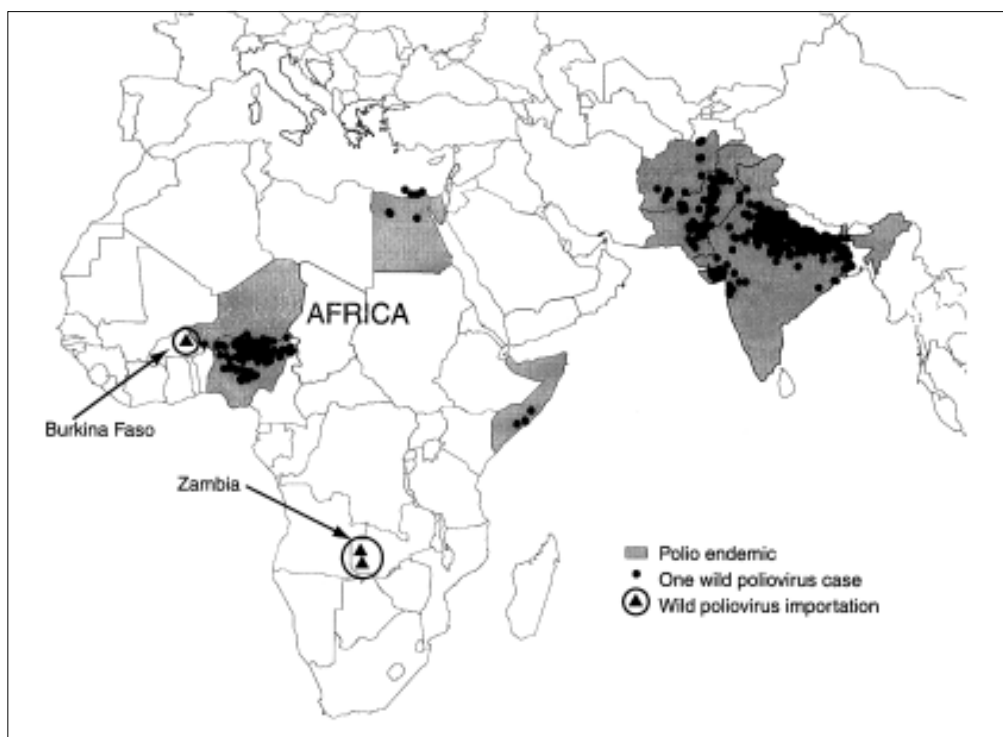 AFRICA
Burkina Faso
Zambia
Polio endemic
One wild poliovirus case
Wild poliovirus importation